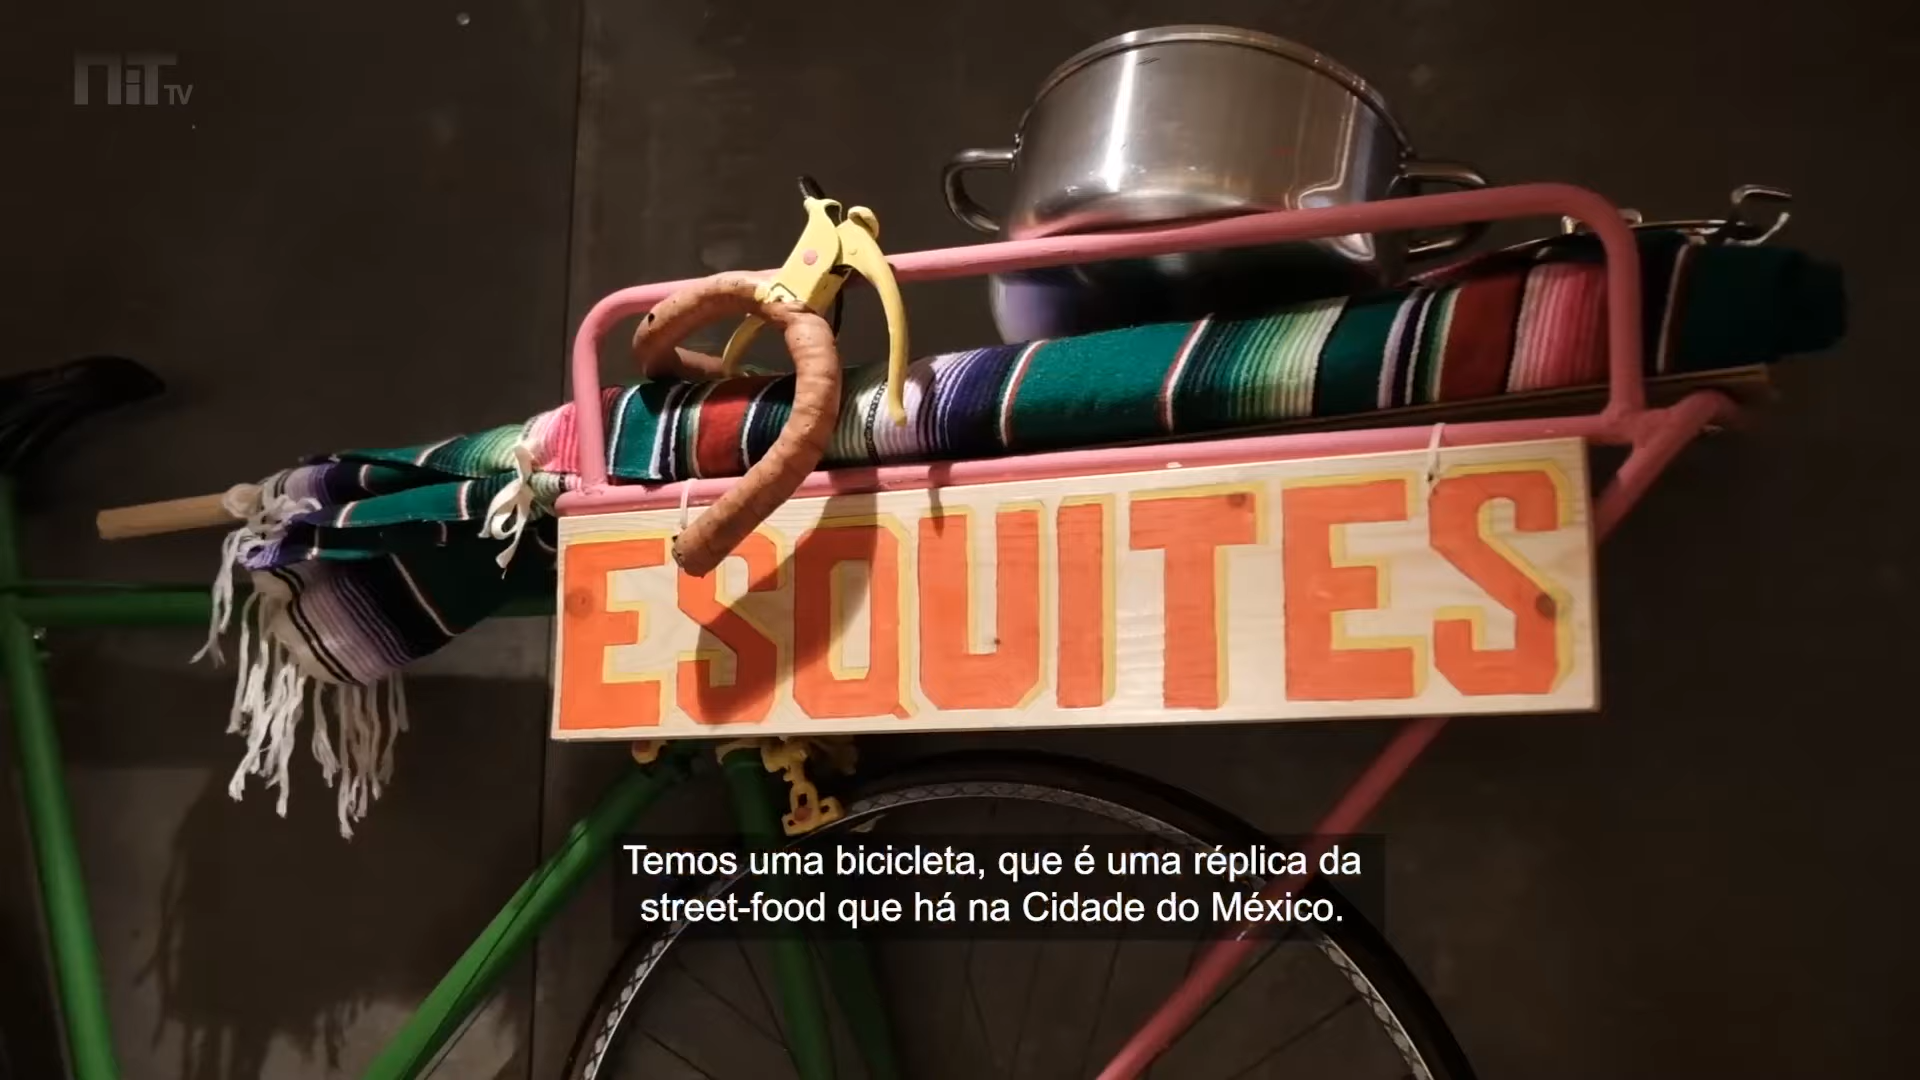 NiT TV
ESQUITES
Temos uma bicicleta, que é uma réplica da
street-food que há na Cidade do México.